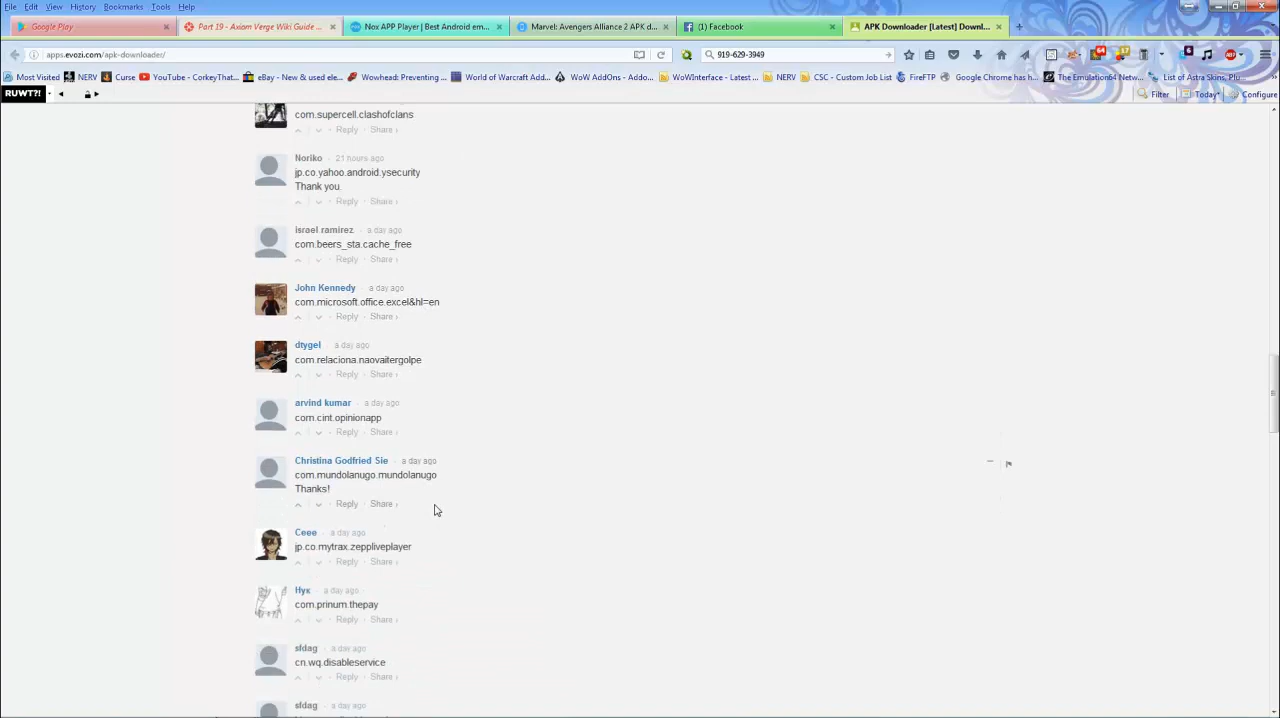 File Edit View History Bookmarks Tools Help
Google Play
Part 19 - Axiom Verge Wiki Guide ...
Nox APP Player | Best Android em...
Marvel: Avengers Alliance 2 APK d...
(1) Facebook
APK Downloader [Latest] Downl...
apps.evozi.com/apk-downloader/
919-629-3949
Most Visited NERV Curse YouTube - CorkeyThat... eBay - New & used ele... Wowhead: Preventing ... World of Warcraft Add... WoW AddOns - Addo... WoWInterface - Latest ... NERV CSC - Custom Job List FireFTP Google Chrome has h... The Emulation64 Netw... List of Astra Skins, Plu...
RUWT?! Filter Today Configure
com.supercell.clashofclans
Reply Share ›
Noriko · 21 hours ago
jp.co.yahoo.android.ysecurity
Thank you.
Reply · Share ›
israel ramirez · a day ago
com.beers_sta.cache_free
Reply · Share ›
John Kennedy · a day ago
com.microsoft.office.excel&hl=en
Reply · Share ›
dtygel · a day ago
com.relaciona.naovaitergolpe
Reply · Share ›
arvind kumar · a day ago
com.cint.opinionapp
Reply · Share ›
Christina Godfried Sie · a day ago
com.mundolanugo.mundolanugo
Thanks!
Reply · Share ›
Ceee · a day ago
jp.co.mytrax.zeppliveplayer
Reply · Share ›
Нук · a day ago
com.prinum.thepay
Reply · Share ›
sfdag · a day ago
cn.wq.disableservice
Reply · Share ›
sfdag · a day ago